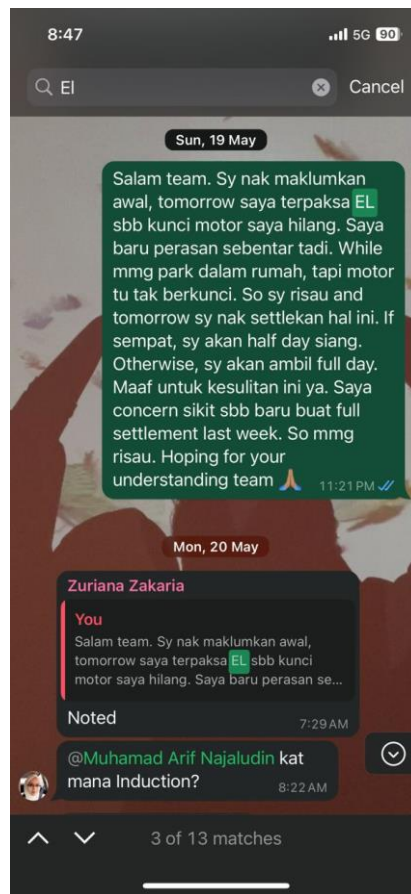 8:47
5G 90
El
Cancel
Sun, 19 May
Salam team. Sy nak maklumkan
awal, tomorrow saya terpaksa EL
sbb kunci motor saya hilang. Saya
baru perasan sebentar tadi. While
mmg park dalam rumah, tapi motor
tu tak berkunci. So sy risau and
tomorrow sy nak settlekan hal ini. If
sempat, sy akan half day siang.
Otherwise, sy akan ambil full day.
Maaf untuk kesulitan ini ya. Saya
concern sikit sbb baru buat full
settlement last week. So mmg
risau. Hoping for your
understanding team 🙏🏽
11:21 PM
Mon, 20 May
Zuriana Zakaria
You
Salam team. Sy nak maklumkan awal,
tomorrow saya terpaksa EL sbb kunci
motor saya hilang. Saya baru perasan se...
Noted
7:29 AM
@Muhamad Arif Najaludin kat
mana Induction?
8:22 AM
3 of 13 matches